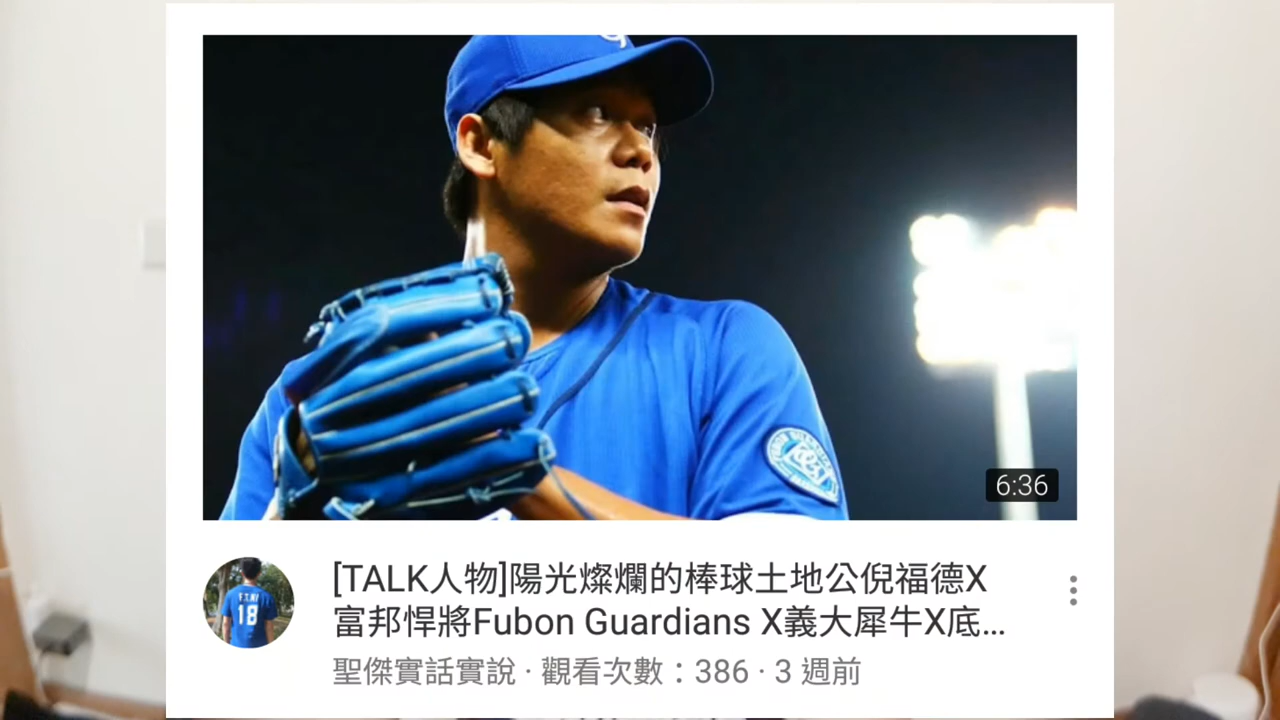 6:36
[TALK人物]陽光燦爛的棒球土地公倪福德X
富邦悍將Fubon Guardians X義大犀牛X底...
聖傑實話實說 · 觀看次數：386 · 3 週前
18